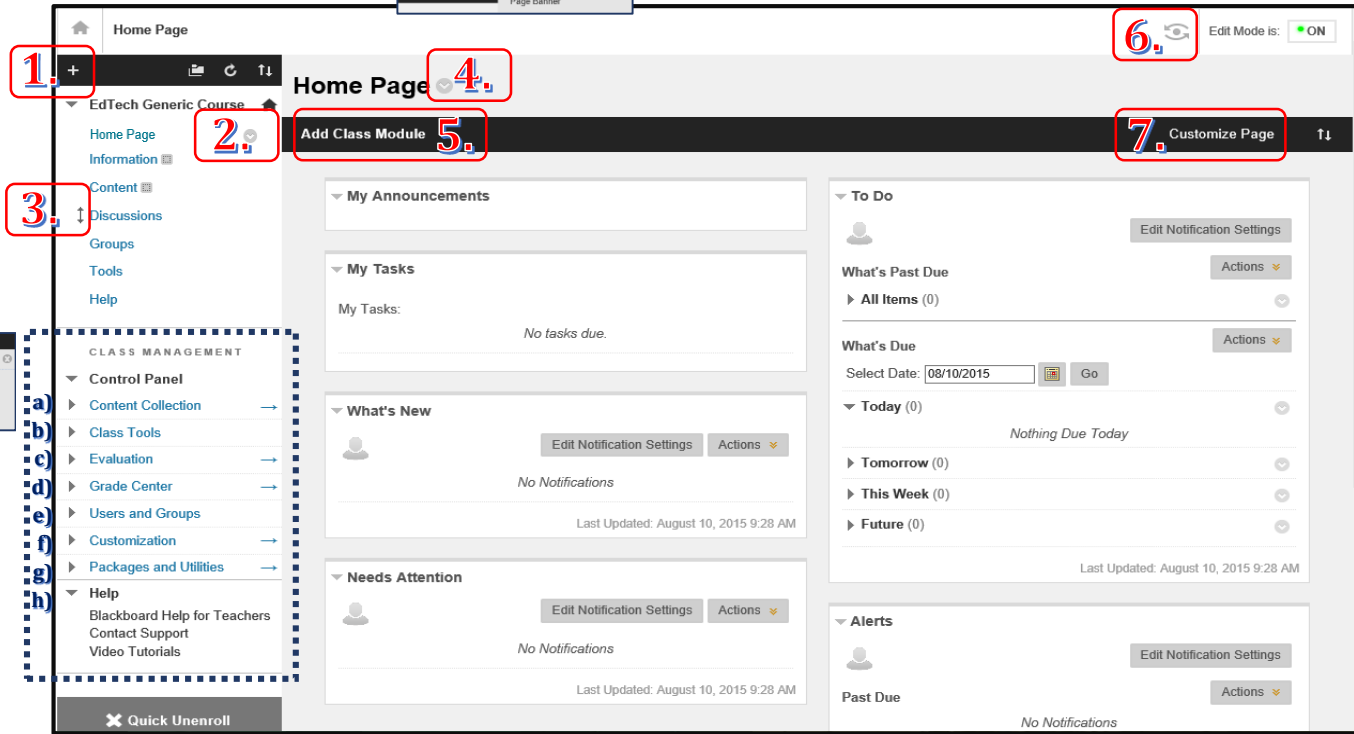 Page Banner
Home Page
6.
Edit Mode is:
ON
1.
+
EdTech Generic Course
Home Page
2.
Information
Content
3.
Discussions
Groups
Tools
Help
CLASS MANAGEMENT
Control Panel
a) Content Collection →
b) Class Tools
c) Evaluation →
d) Grade Center →
e) Users and Groups
f) Customization →
g) Packages and Utilities →
h) Help
Blackboard Help for Teachers
Contact Support
Video Tutorials
Quick Unenroll
Home Page
4.
Add Class Module
5.
7.
Customize Page
My Announcements
My Tasks
My Tasks:
No tasks due.
What's New
Edit Notification Settings
Actions
No Notifications
Last Updated: August 10, 2015 9:28 AM
Needs Attention
Edit Notification Settings
Actions
No Notifications
Last Updated: August 10, 2015 9:28 AM
To Do
Edit Notification Settings
What's Past Due
Actions
All Items (0)
What's Due
Actions
Select Date: 08/10/2015 Go
Today (0)
Nothing Due Today
Tomorrow (0)
This Week (0)
Future (0)
Last Updated: August 10, 2015 9:28 AM
Alerts
Edit Notification Settings
Past Due
Actions
No Notifications